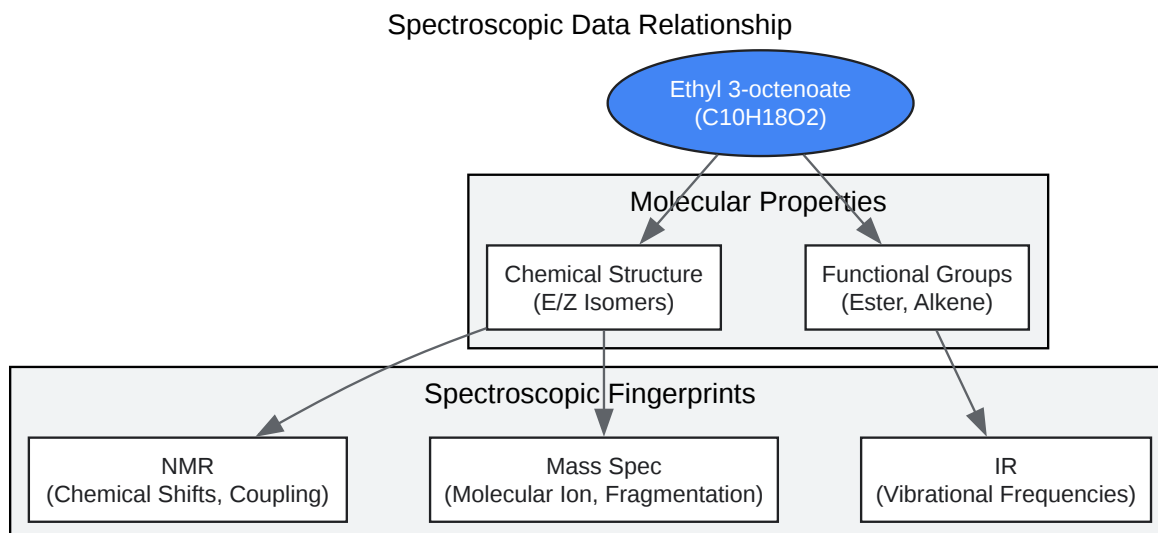 Spectroscopic Data Relationship
Ethyl 3-octenoate
(C10H18O2)
Molecular Properties
Chemical Structure
(E/Z Isomers)
Functional Groups
(Ester, Alkene)
Spectroscopic Fingerprints
NMR
(Chemical Shifts, Coupling)
Mass Spec
(Molecular Ion, Fragmentation)
IR
(Vibrational Frequencies)